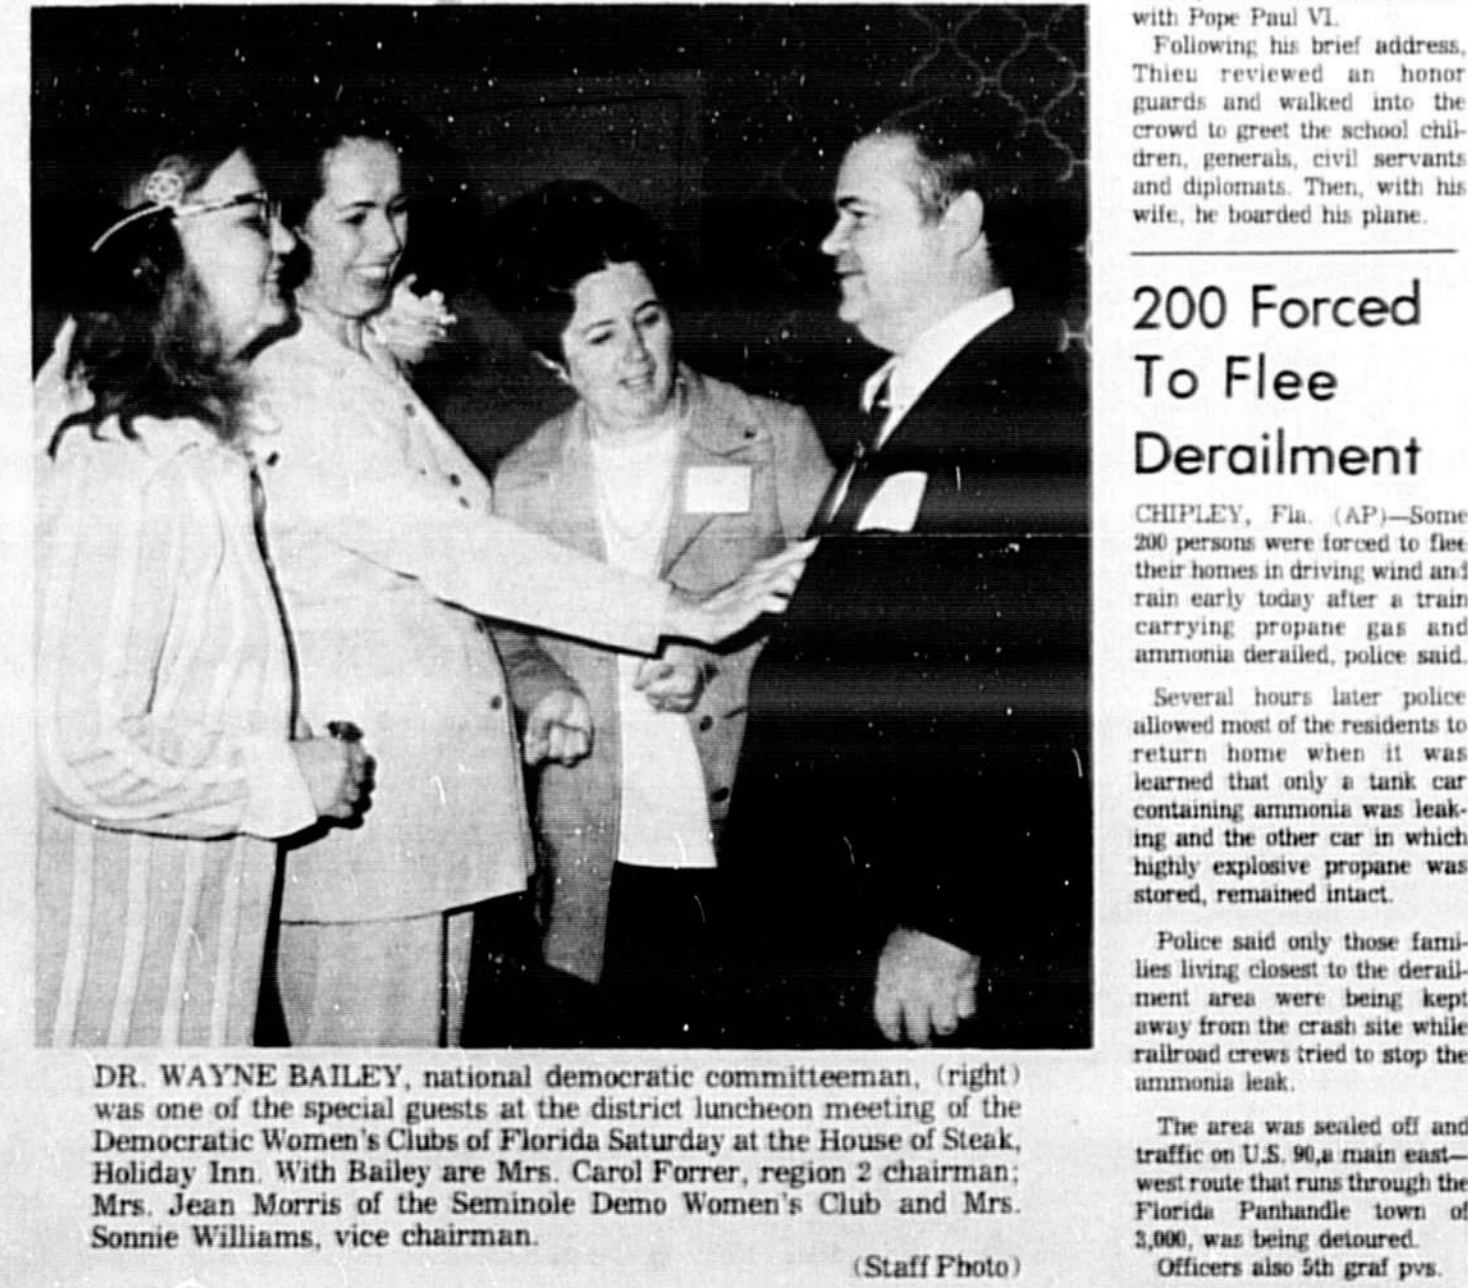 DR. WAYNE BAILEY, national democratic committeeman, (right)
was one of the special guests at the district luncheon meeting of the
Democratic Women's Clubs of Florida Saturday at the House of Steak,
Holiday Inn. With Bailey are Mrs. Carol Forrer, region 2 chairman;
Mrs. Jean Morris of the Seminole Demo Women's Club and Mrs.
Sonnie Williams, vice chairman.
(Staff Photo)
with Pope Paul VI.
Following his brief address,
Thieu reviewed an honor
guards and walked into the
crowd to greet the school chil-
dren, generals, civil servants
and diplomats. Then, with his
wife, he boarded his plane.
200 Forced
To Flee
Derailment
CHIPLEY, Fla. (AP)—Some
200 persons were forced to flee
their homes in driving wind and
rain early today after a train
carrying propane gas and
ammonia derailed, police said.
Several hours later police
allowed most of the residents to
return home when it was
learned that only a tank car
containing ammonia was leak-
ing and the other car in which
highly explosive propane was
stored, remained intact.
Police said only those fami-
lies living closest to the derail-
ment area were being kept
away from the crash site while
railroad crews tried to stop the
ammonia leak.
The area was sealed off and
traffic on U.S. 90,a main east—
west route that runs through the
Florida Panhandle town of
3,000, was being detoured.
Officers also 5th graf pvs.